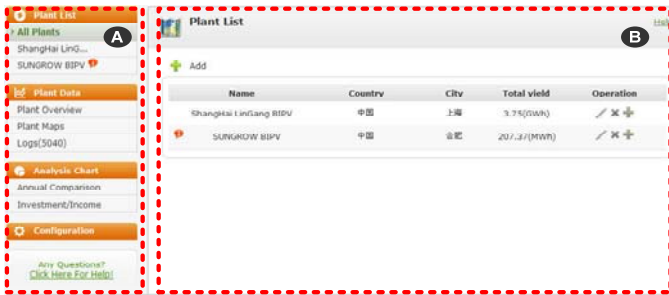 Plant List
All Plants
ShangHai LinG...
SUNGROW BIPV
Plant Data
Plant Overview
Plant Maps
Logs(5040)
Analysis Chart
Annual Comparison
Investment/Income
Configuration
Any Questions?
Click Here For Help!
A
Plant List
B
Add
Name Country City Total yield Operation
ShangHai LinGang BIPV 中国 上海 3.75(GWh)
SUNGROW BIPV 中国 合肥 207.37(MWh)